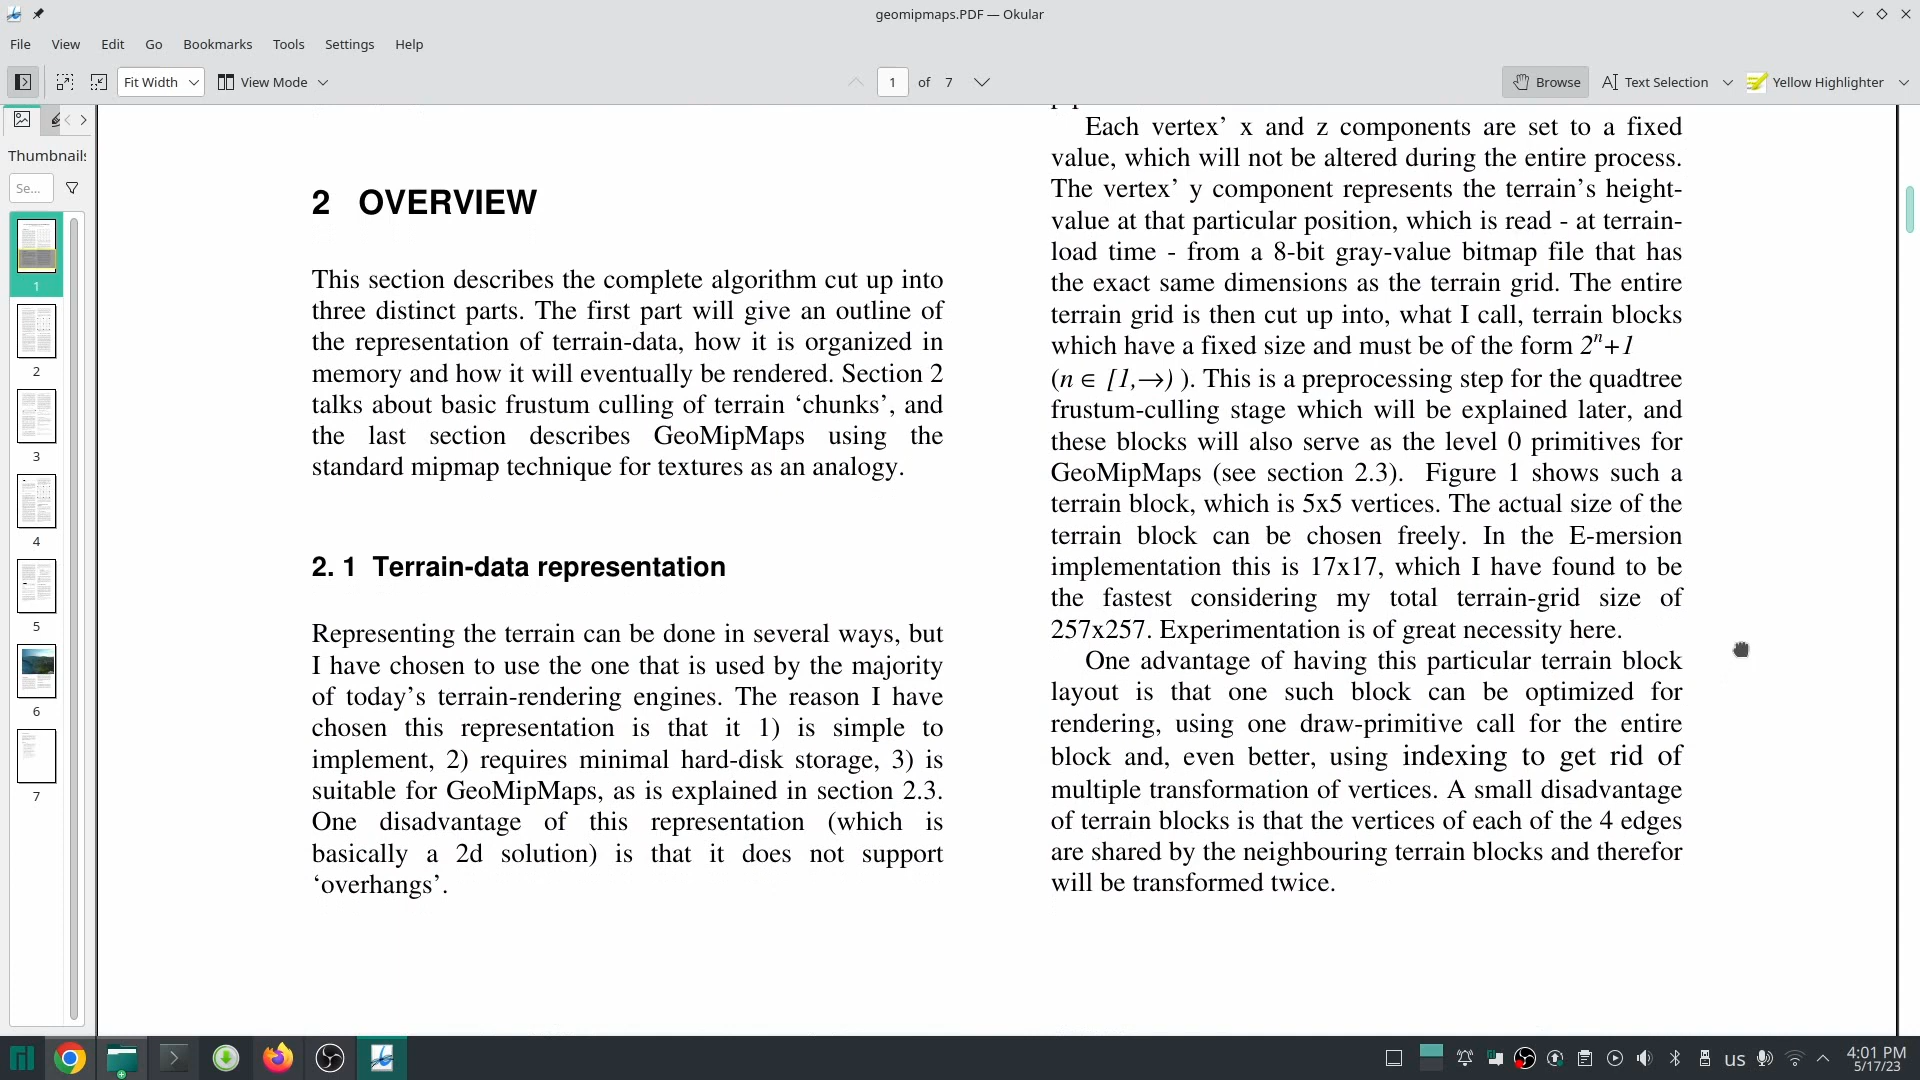 geomipmaps.PDF — Okular
File View Edit Go Bookmarks Tools Settings Help
Fit Width View Mode 1 of 7 Browse Text Selection Yellow Highlighter
Thumbnails
Se...
1
2
3
4
5
6
7
2 OVERVIEW
This section describes the complete algorithm cut up into
three distinct parts. The first part will give an outline of
the representation of terrain-data, how it is organized in
memory and how it will eventually be rendered. Section 2
talks about basic frustum culling of terrain ‘chunks’, and
the last section describes GeoMipMaps using the
standard mipmap technique for textures as an analogy.
2. 1 Terrain-data representation
Representing the terrain can be done in several ways, but
I have chosen to use the one that is used by the majority
of today’s terrain-rendering engines. The reason I have
chosen this representation is that it 1) is simple to
implement, 2) requires minimal hard-disk storage, 3) is
suitable for GeoMipMaps, as is explained in section 2.3.
One disadvantage of this representation (which is
basically a 2d solution) is that it does not support
‘overhangs’.
Each vertex’ x and z components are set to a fixed
value, which will not be altered during the entire process.
The vertex’ y component represents the terrain’s height-
value at that particular position, which is read - at terrain-
load time - from a 8-bit gray-value bitmap file that has
the exact same dimensions as the terrain grid. The entire
terrain grid is then cut up into, what I call, terrain blocks
which have a fixed size and must be of the form 2ⁿ+1
(n ∈ [1,→) ). This is a preprocessing step for the quadtree
frustum-culling stage which will be explained later, and
these blocks will also serve as the level 0 primitives for
GeoMipMaps (see section 2.3). Figure 1 shows such a
terrain block, which is 5x5 vertices. The actual size of the
terrain block can be chosen freely. In the E-mersion
implementation this is 17x17, which I have found to be
the fastest considering my total terrain-grid size of
257x257. Experimentation is of great necessity here.
One advantage of having this particular terrain block
layout is that one such block can be optimized for
rendering, using one draw-primitive call for the entire
block and, even better, using indexing to get rid of
multiple transformation of vertices. A small disadvantage
of terrain blocks is that the vertices of each of the 4 edges
are shared by the neighbouring terrain blocks and therefor
will be transformed twice.
us 4:01 PM
5/17/23